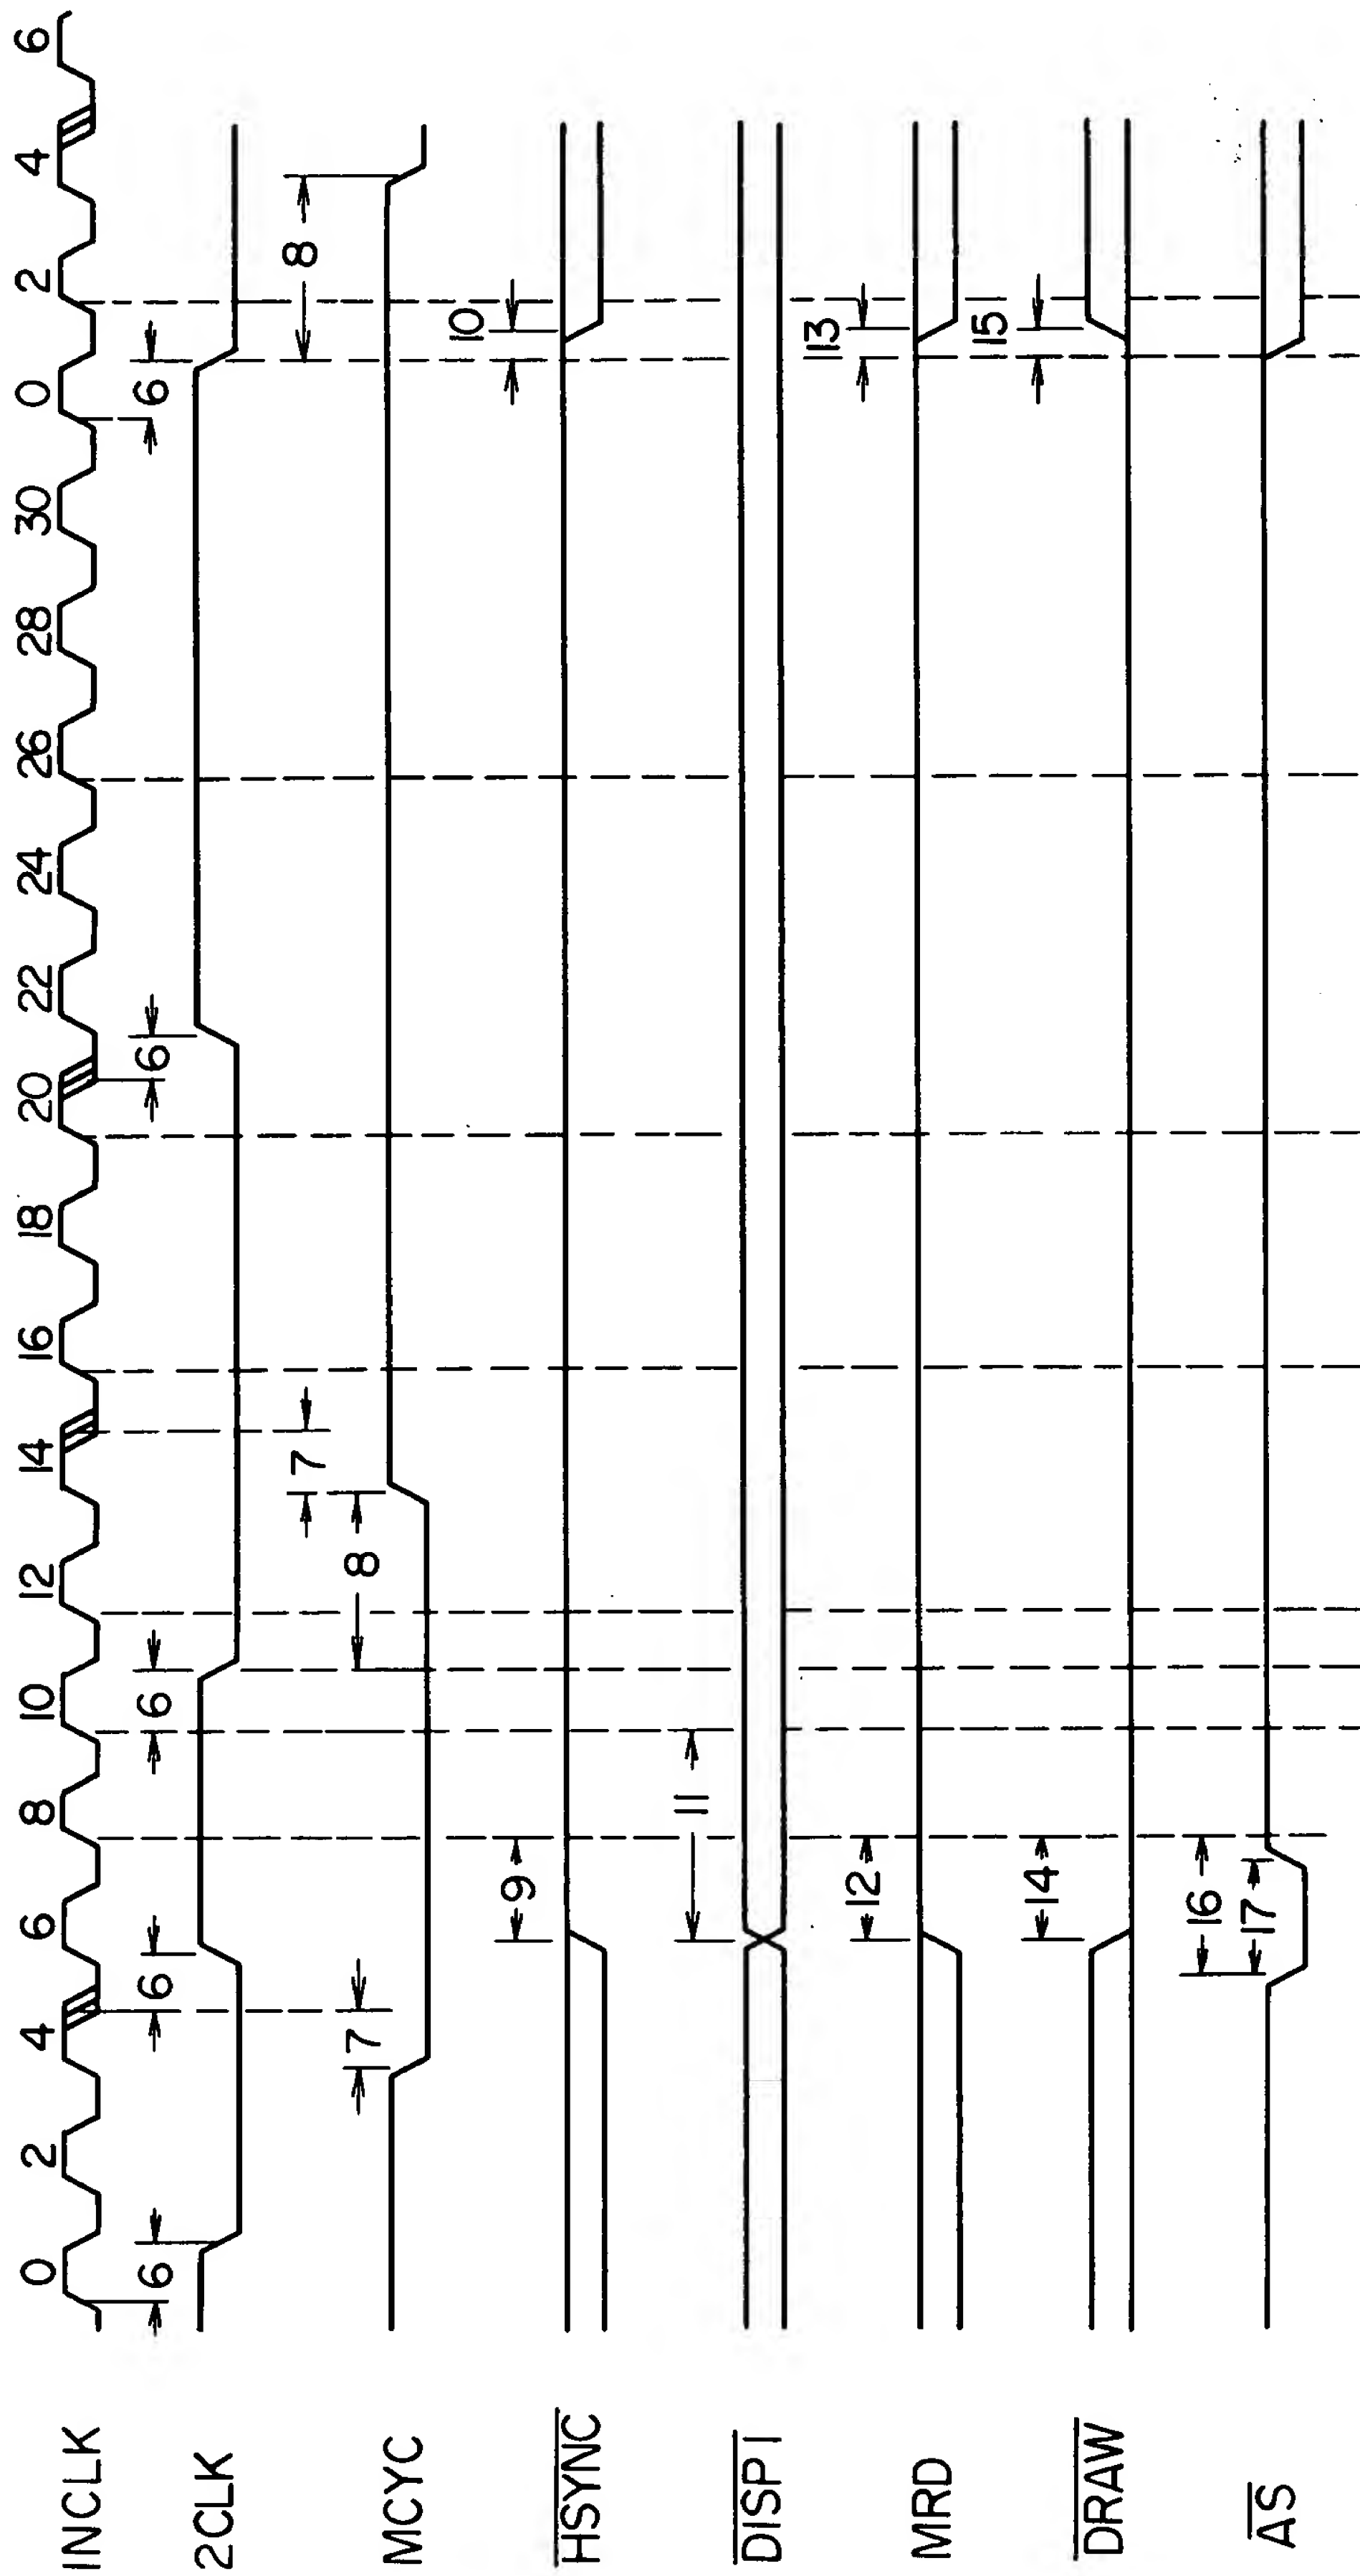 INCLK 0 2 4 6 8 10 12 14 16 18 20 22 24 26 28 30 0 2 4 6
2CLK 6 6 6 6 6
MCYC 7 8 7 8
HSYNC 9 10
DISP1 11
MRD 12 13
DRAW 14 15
AS 16 17